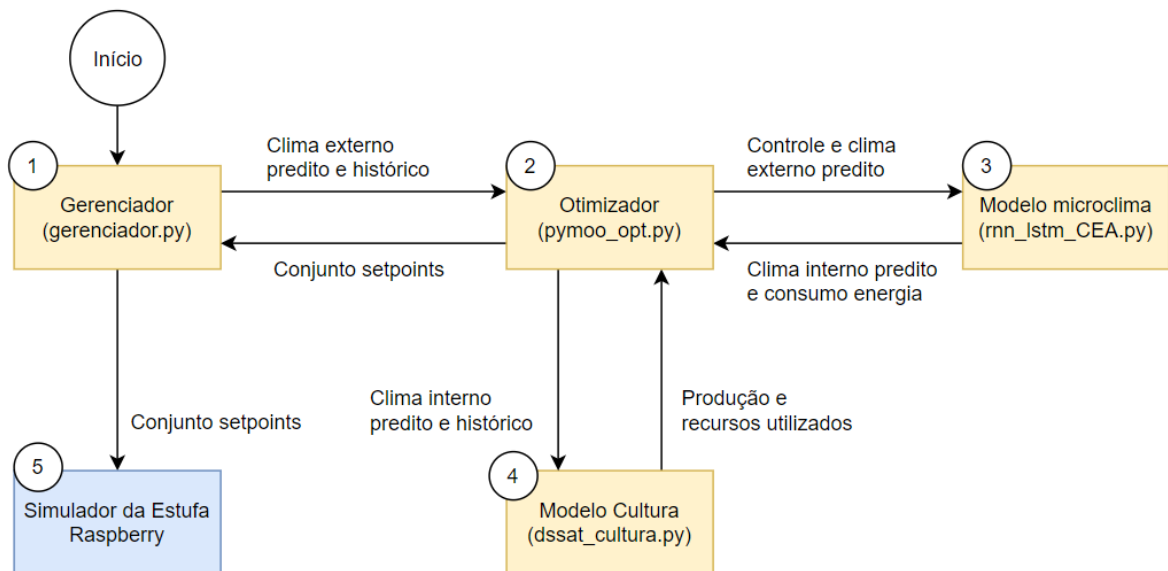 Início
Clima externo
predito e histórico
Controle e clima
externo predito
1
Gerenciador
(gerenciador.py)
2
Otimizador
(pymoo_opt.py)
3
Modelo microclima
(rnn_lstm_CEA.py)
Conjunto setpoints
Clima interno predito
e consumo energia
Conjunto setpoints
Clima interno
predito e histórico
Produção e
recursos utilizados
5
Simulador da Estufa
Raspberry
4
Modelo Cultura
(dssat_cultura.py)